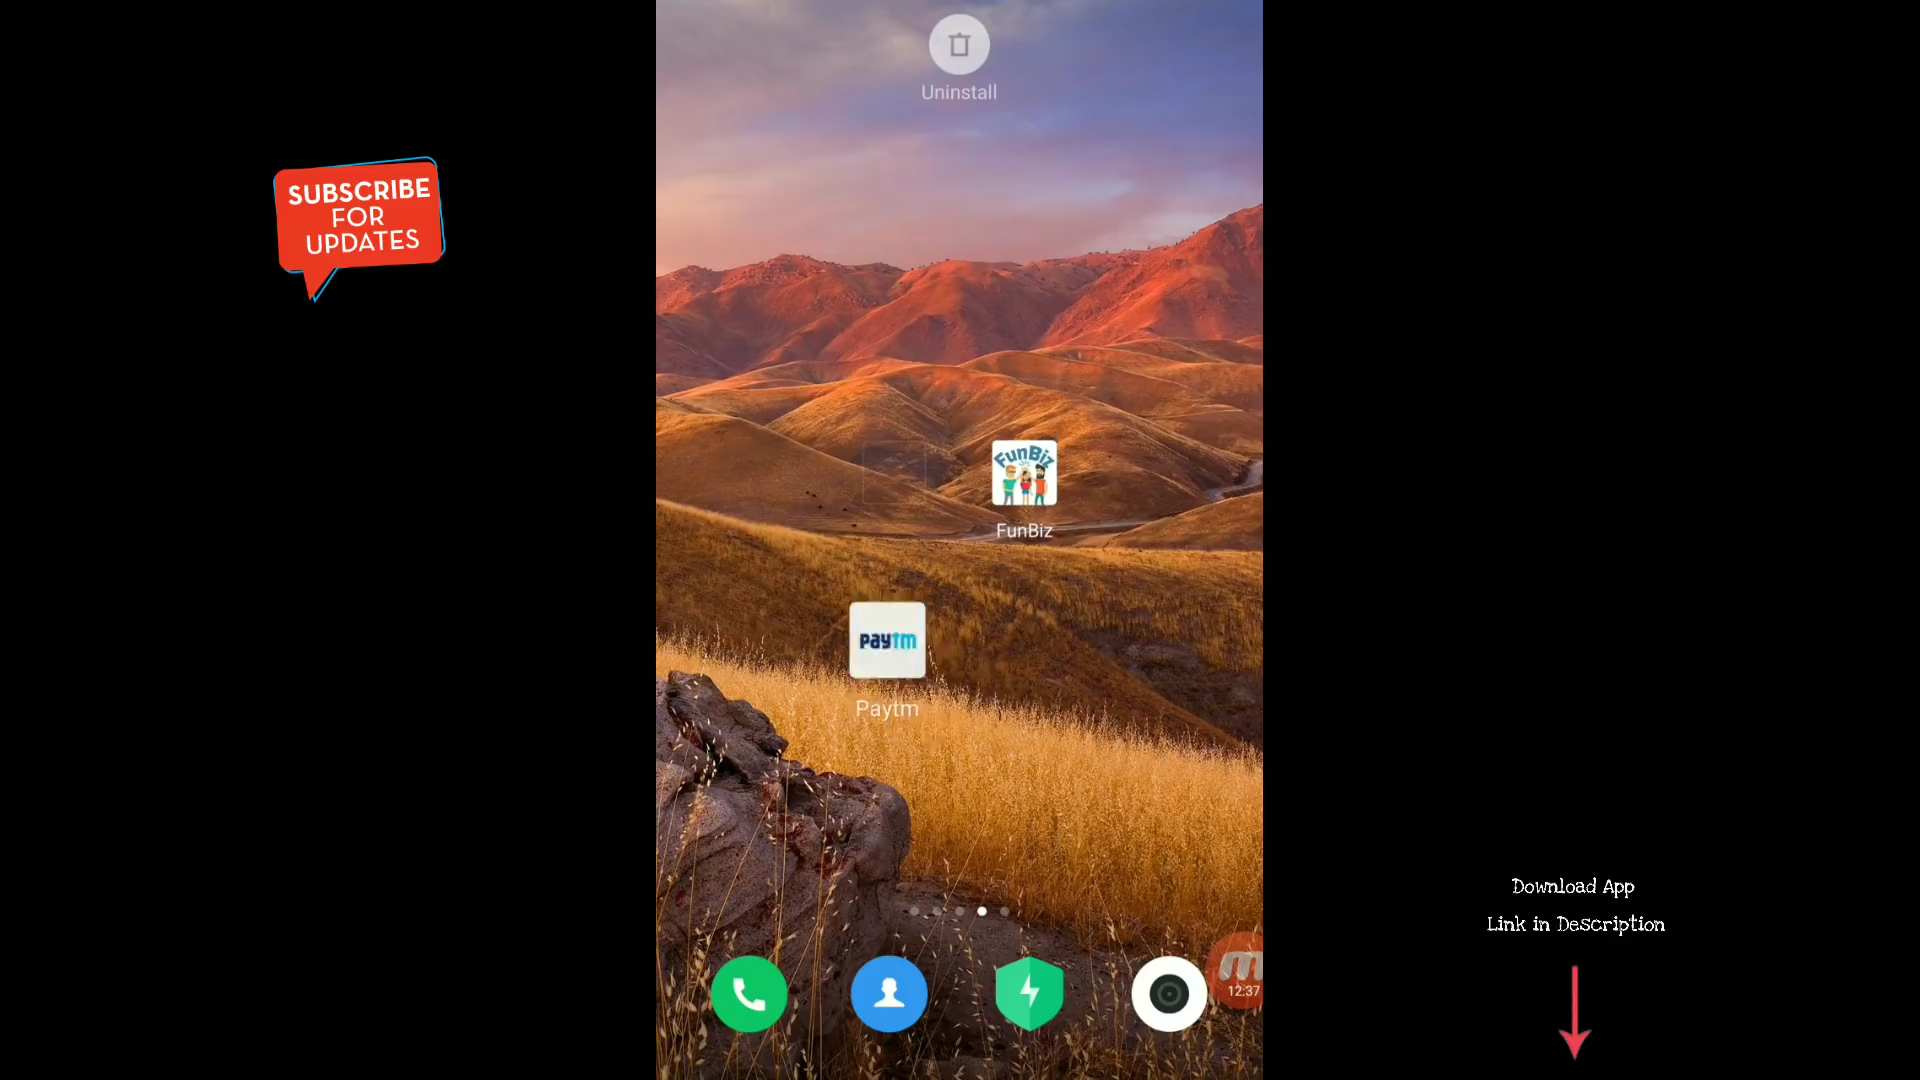 Uninstall
SUBSCRIBE
FOR
UPDATES
FunBiz
FunBiz
paytm
Paytm
Download App
Link in Description
12:37